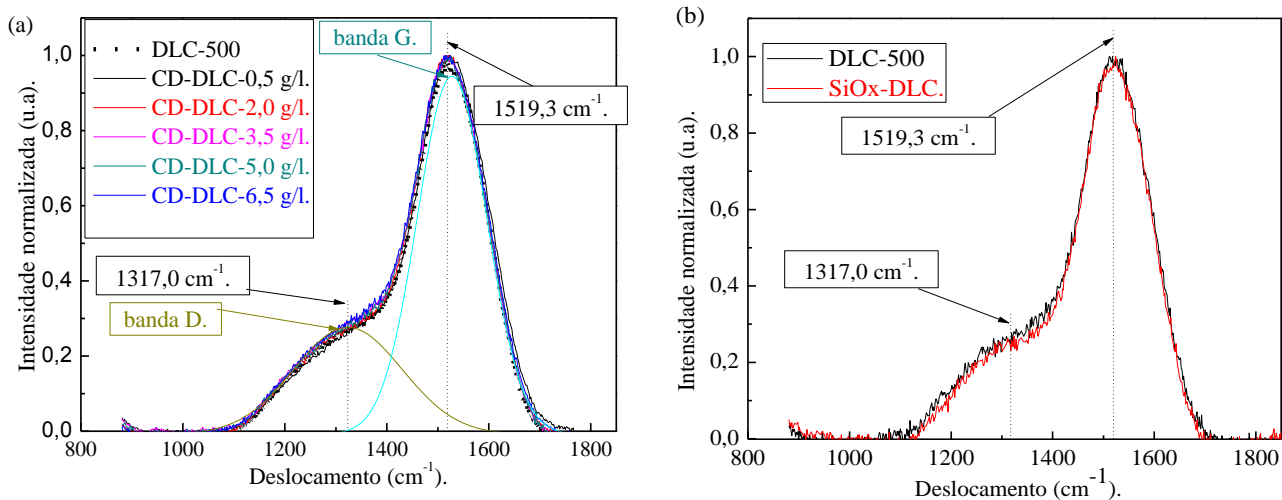 (a)
DLC-500
CD-DLC-0,5 g/l.
CD-DLC-2,0 g/l.
CD-DLC-3,5 g/l.
CD-DLC-5,0 g/l.
CD-DLC-6,5 g/l.
banda G.
1519,3 cm⁻¹.
1317,0 cm⁻¹.
banda D.
Intensidade normalizada (u.a).
1,0
0,8
0,6
0,4
0,2
0,0
800 1000 1200 1400 1600 1800
Deslocamento (cm⁻¹).
(b)
DLC-500
SiOx-DLC.
1519,3 cm⁻¹.
1317,0 cm⁻¹.
Intensidade normalizada (u.a).
1,0
0,8
0,6
0,4
0,2
0,0
800 1000 1200 1400 1600 1800
Deslocamento (cm⁻¹).